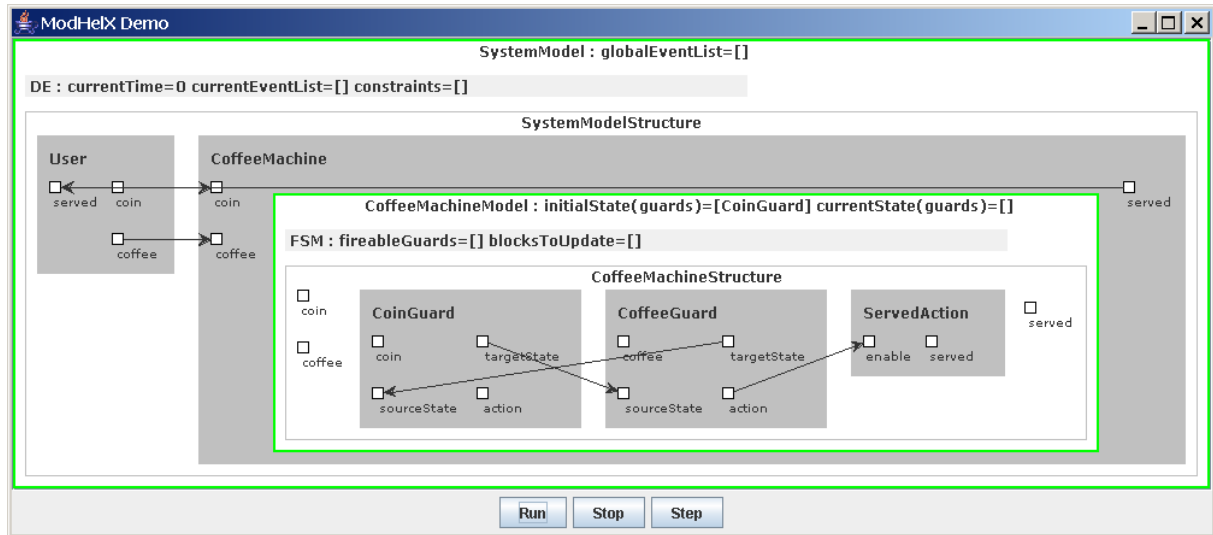 ModHelX Demo
SystemModel : globalEventList=[]
DE : currentTime=0 currentEventList=[] constraints=[]
SystemModelStructure
User
CoffeeMachine
served coin coin served
CoffeeMachineModel : initialState(guards)=[CoinGuard] currentState(guards)=[]
coffee coffee
FSM : fireableGuards=[] blocksToUpdate=[]
CoffeeMachineStructure
coin
CoinGuard CoffeeGuard ServedAction
served
coffee
coin targetState coffee targetState enable served
sourceState action sourceState action
Run Stop Step